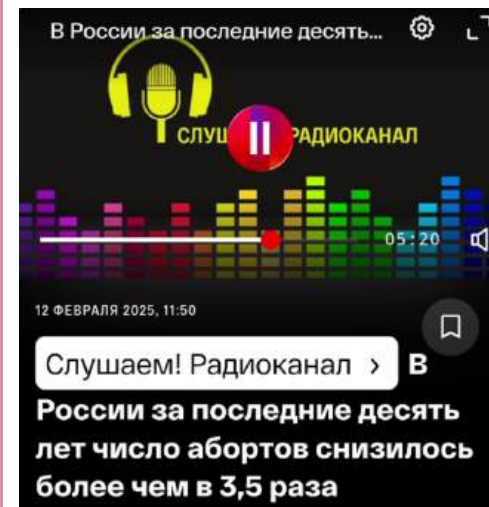 В России за последние десять...
СЛУШ РАДИОКАНАЛ
05:20
12 ФЕВРАЛЯ 2025, 11:50
Слушаем! Радиоканал > В
России за последние десять
лет число абортов снизилось
более чем в 3,5 раза